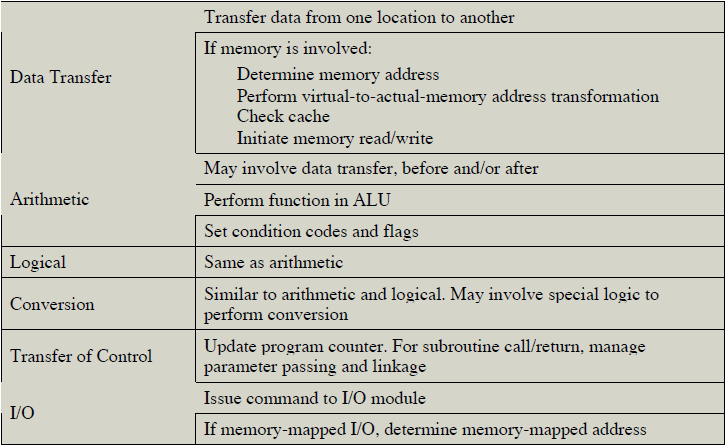 Data Transfer
Transfer data from one location to another
If memory is involved:
Determine memory address
Perform virtual-to-actual-memory address transformation
Check cache
Initiate memory read/write
Arithmetic
May involve data transfer, before and/or after
Perform function in ALU
Set condition codes and flags
Logical
Same as arithmetic
Conversion
Similar to arithmetic and logical. May involve special logic to
perform conversion
Transfer of Control
Update program counter. For subroutine call/return, manage
parameter passing and linkage
I/O
Issue command to I/O module
If memory-mapped I/O, determine memory-mapped address